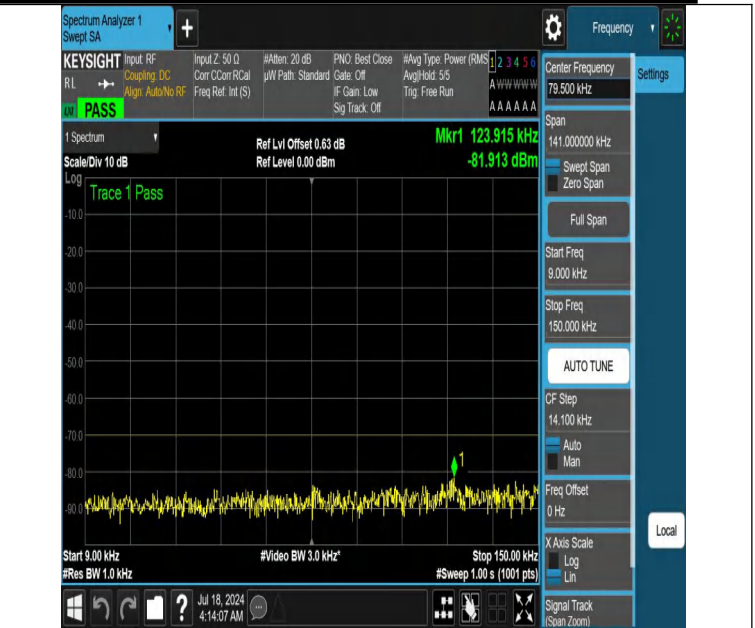 Spectrum Analyzer 1
Swept SA
+
Frequency
KEYSIGHT
RL
PASS
Input: RF
Coupling: DC
Align: Auto/No RF
Input Z: 50 Ω
Corr CCorr RCal
Freq Ref: Int (S)
#Atten: 20 dB
µW Path: Standard
PNO: Best Close
Gate: Off
IF Gain: Low
Sig Track: Off
#Avg Type: Power (RMS
Avg|Hold: 5/5
Trig: Free Run
1 2 3 4 5 6
A W W W W W
A A A A A A
1 Spectrum
Scale/Div 10 dB
Ref Lvl Offset 0.63 dB
Ref Level 0.00 dBm
Mkr1 123.915 kHz
-81.913 dBm
Log
Trace 1 Pass
-10.0
-20.0
-30.0
-40.0
-50.0
-60.0
-70.0
-80.0
-90.0
1
Start 9.00 kHz
#Res BW 1.0 kHz
#Video BW 3.0 kHz*
Stop 150.00 kHz
#Sweep 1.00 s (1001 pts)
?
Jul 18, 2024
4:14:07 AM
Center Frequency
79.500 kHz
Settings
Span
141.000000 kHz
Swept Span
Zero Span
Full Span
Start Freq
9.000 kHz
Stop Freq
150.000 kHz
AUTO TUNE
CF Step
14.100 kHz
Auto
Man
Freq Offset
0 Hz
Local
X Axis Scale
Log
Lin
Signal Track
(Span Zoom)